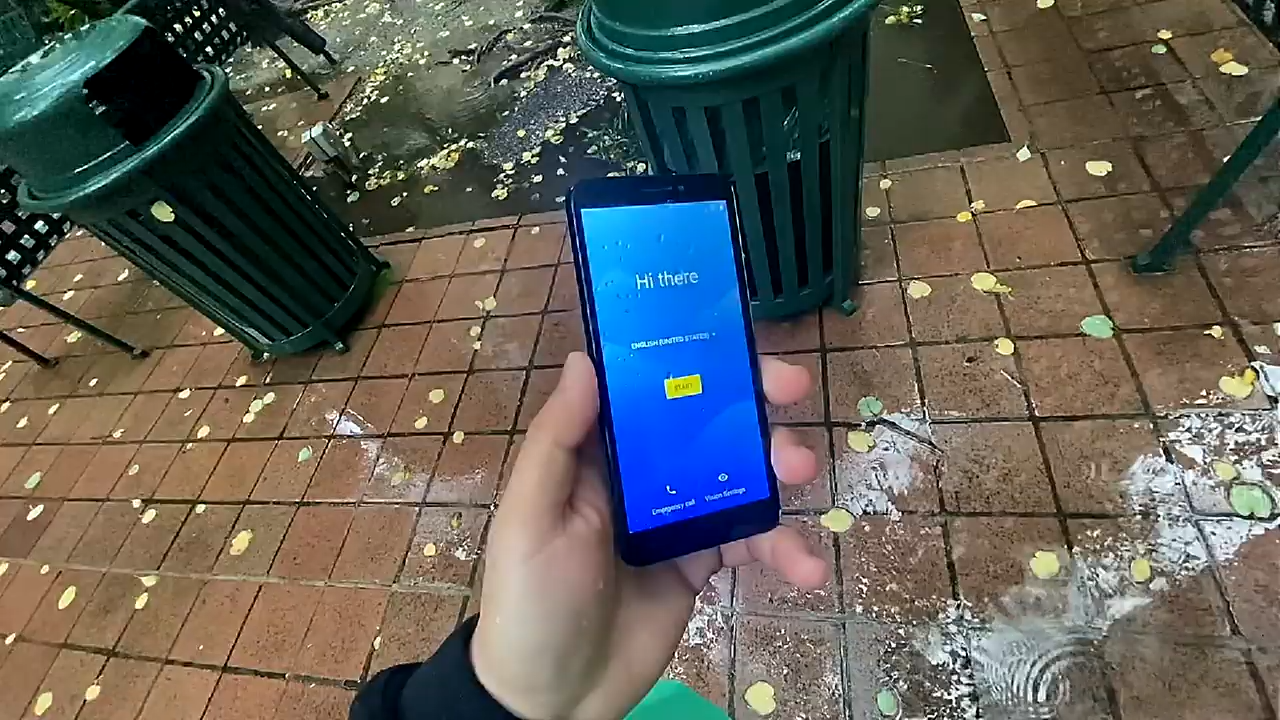 Hi there
ENGLISH (UNITED STATES)
START
Emergency call
Vision Settings